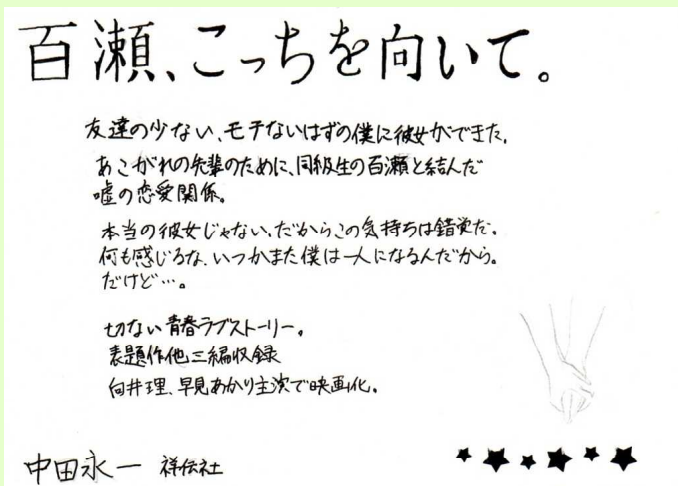 百瀬、こっちを向いて。
友達の少ない、モテないはずの僕に彼女ができた。
あこがれの先輩のために、同級生の百瀬と結んだ
嘘の恋愛関係。
本当の彼女じゃない、だからこの気持ちは錯覚だ。
何も感じるな、いつかまた僕は一人になるんだから。
だけど…。
切ない青春ラブストーリー。
表題作他三編収録
向井理、早見あかり主演で映画化。
中田永一 祥伝社